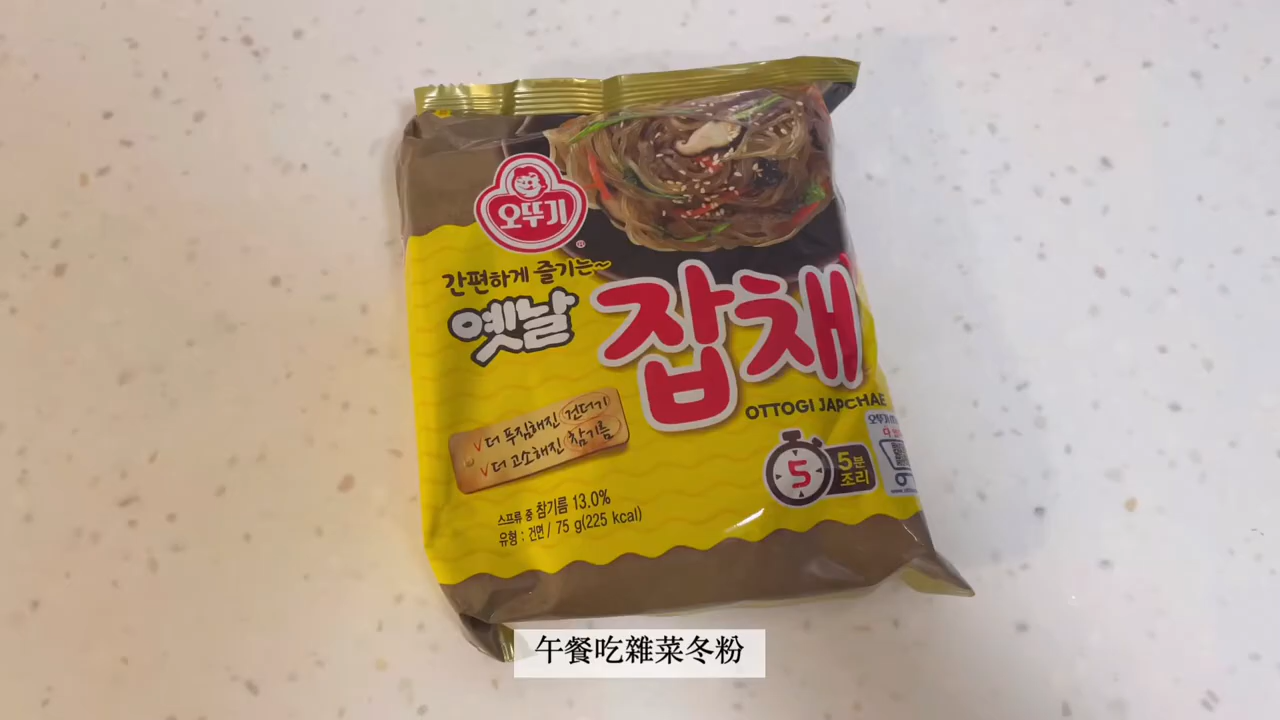 오뚜기
®
간편하게 즐기는~
옛날 잡채
OTTOGI JAPCHAE
√더 푸짐해진 건더기
√더 고소해진 참기름
5
5분
조리
스프류 중 참기름 13.0%
유형 : 건면 / 75 g(225 kcal)
午餐吃雜菜冬粉